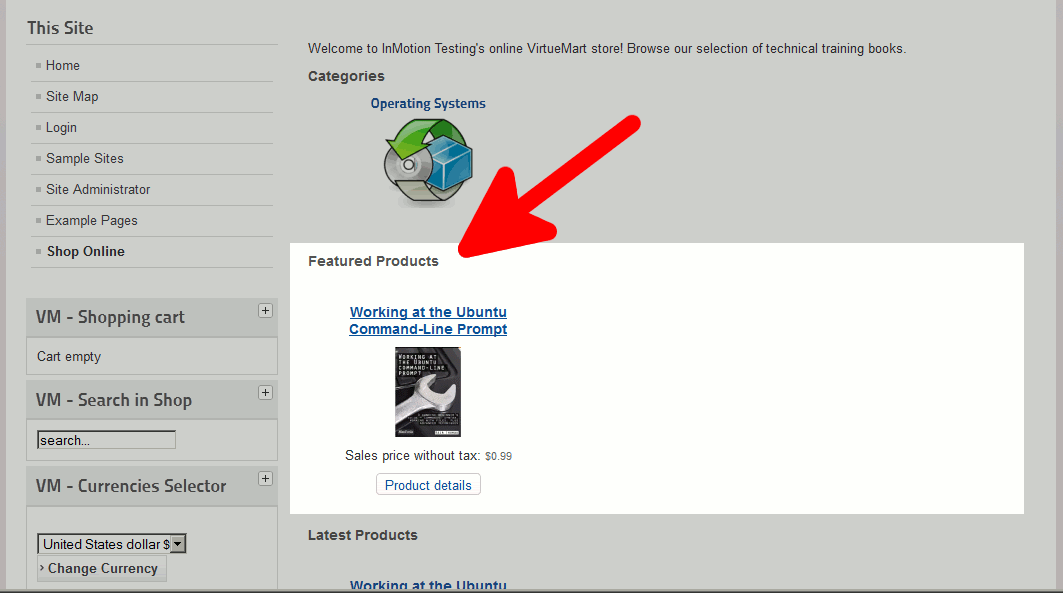 This Site
Home
Site Map
Login
Sample Sites
Site Administrator
Example Pages
Shop Online
VM - Shopping cart
+
Cart empty
VM - Search in Shop
+
search...
VM - Currencies Selector
+
United States dollar $
› Change Currency
Welcome to InMotion Testing's online VirtueMart store! Browse our selection of technical training books.
Categories
Operating Systems
Featured Products
Working at the Ubuntu
Command-Line Prompt
WORKING AT
THE UBUNTU
COMMAND-LINE
PROMPT
Sales price without tax: $0.99
Product details
Latest Products
Working at the Ubuntu